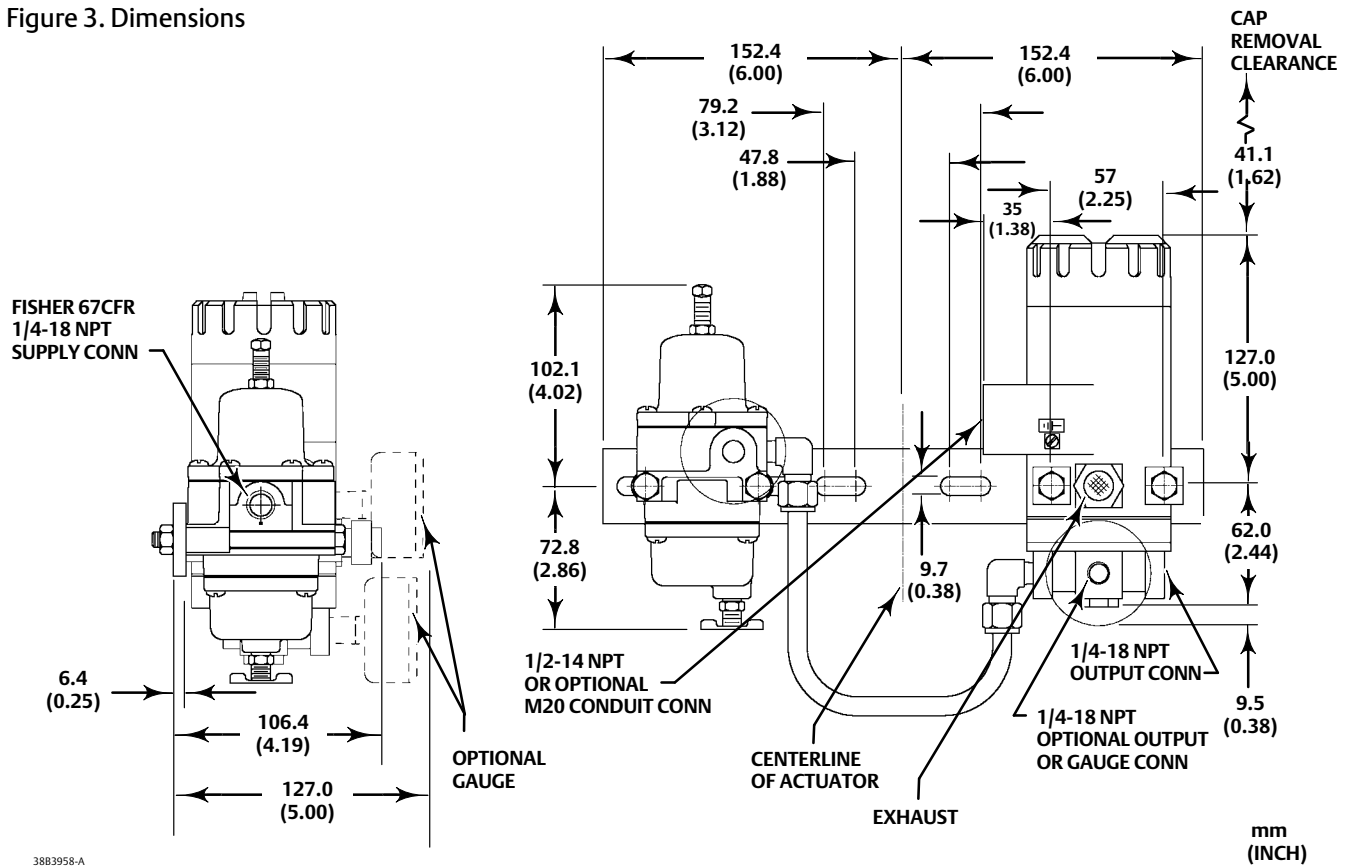 Figure 3. Dimensions
CAP
REMOVAL
CLEARANCE
152.4
(6.00)
152.4
(6.00)
79.2
(3.12)
47.8
(1.88)
41.1
(1.62)
57
(2.25)
35
(1.38)
FISHER 67CFR
1/4-18 NPT
SUPPLY CONN
102.1
(4.02)
127.0
(5.00)
72.8
(2.86)
62.0
(2.44)
9.7
(0.38)
6.4
(0.25)
106.4
(4.19)
127.0
(5.00)
OPTIONAL
GAUGE
1/2-14 NPT
OR OPTIONAL
M20 CONDUIT CONN
CENTERLINE
OF ACTUATOR
EXHAUST
1/4-18 NPT
OUTPUT CONN
1/4-18 NPT
OPTIONAL OUTPUT
OR GAUGE CONN
9.5
(0.38)
mm
(INCH)
38B3958-A